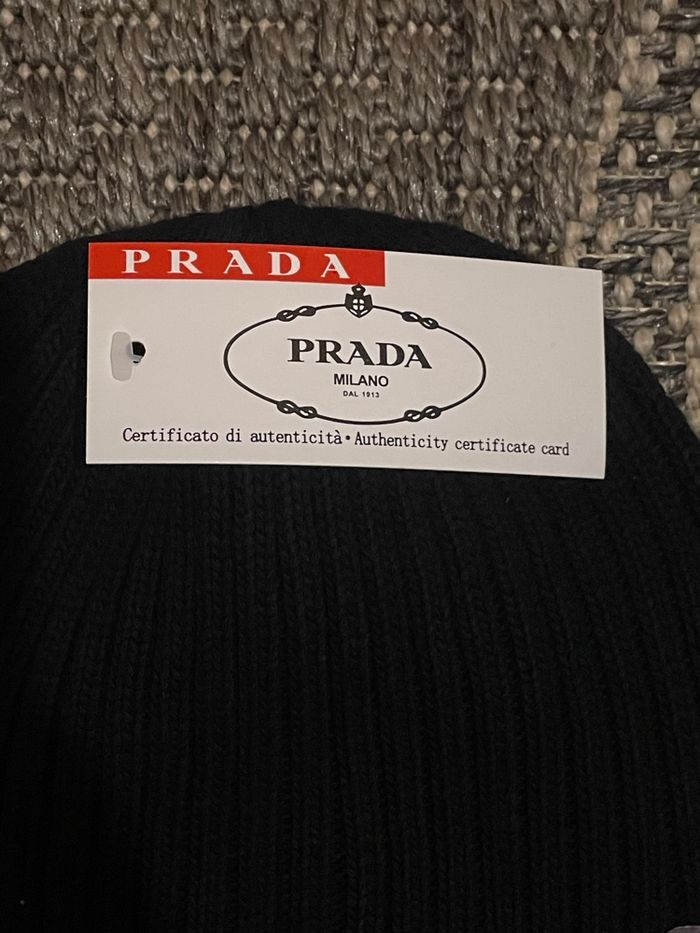 PRADA
PRADA
MILANO
DAL 1913
Certificato di autenticità • Authenticity certificate card